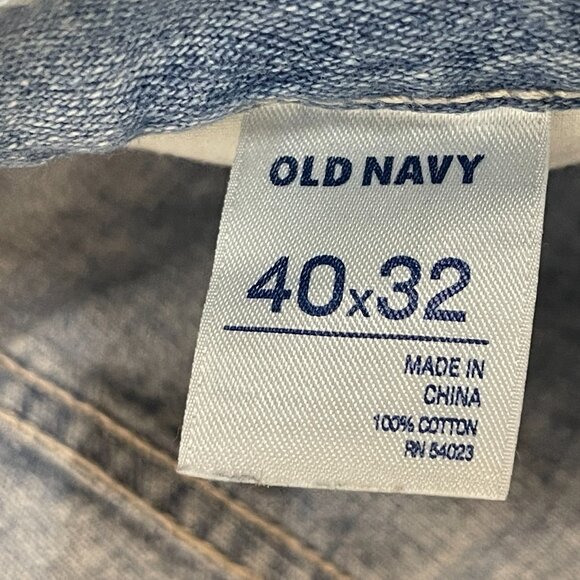 OLD NAVY
40x32
MADE IN
CHINA
100% COTTON
RN 54023